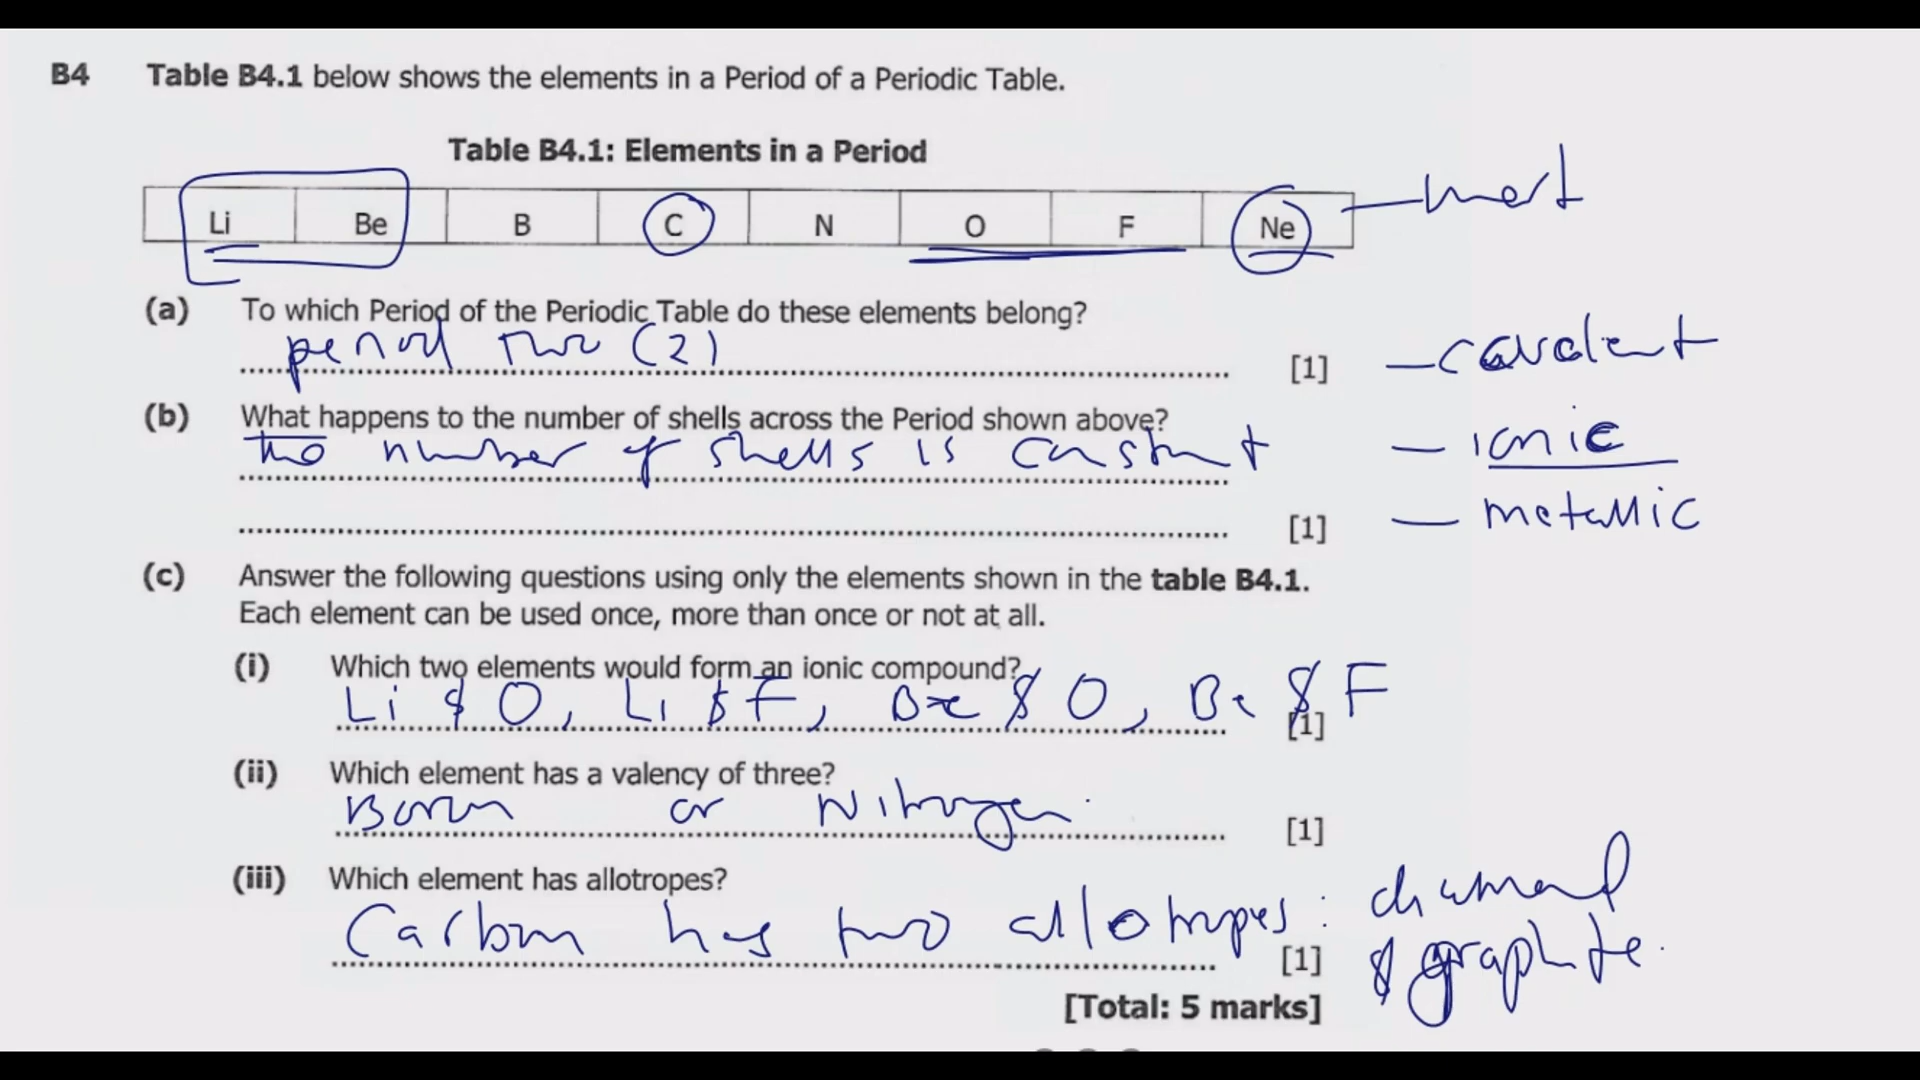 B4 Table B4.1 below shows the elements in a Period of a Periodic Table.
Table B4.1: Elements in a Period
Li Be B C N O F Ne — inert
(a) To which Period of the Periodic Table do these elements belong?
period two (2) [1]
— covalent
(b) What happens to the number of shells across the Period shown above?
The number of shells is constant
— ionic
[1] — metallic
(c) Answer the following questions using only the elements shown in the table B4.1.
Each element can be used once, more than once or not at all.
(i) Which two elements would form an ionic compound?
Li & O, Li & F, Be & O, Be & F
[1]
(ii) Which element has a valency of three?
Boron or Nitrogen. [1]
(iii) Which element has allotropes?
Carbon has two allotropes: diamond
& graphite.
[1]
[Total: 5 marks]